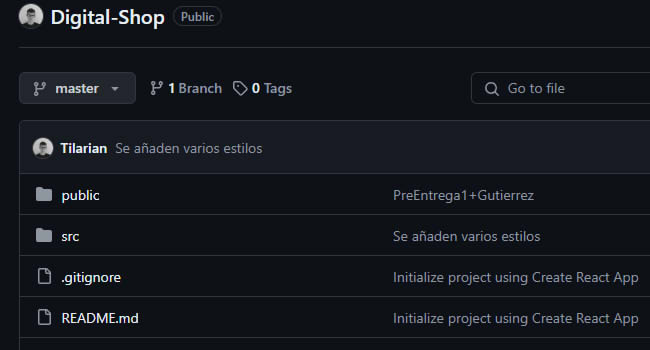 Digital-Shop Public
master 1 Branch 0 Tags Go to file
Tilarian Se añaden varios estilos
public PreEntrega1+Gutierrez
src Se añaden varios estilos
.gitignore Initialize project using Create React App
README.md Initialize project using Create React App